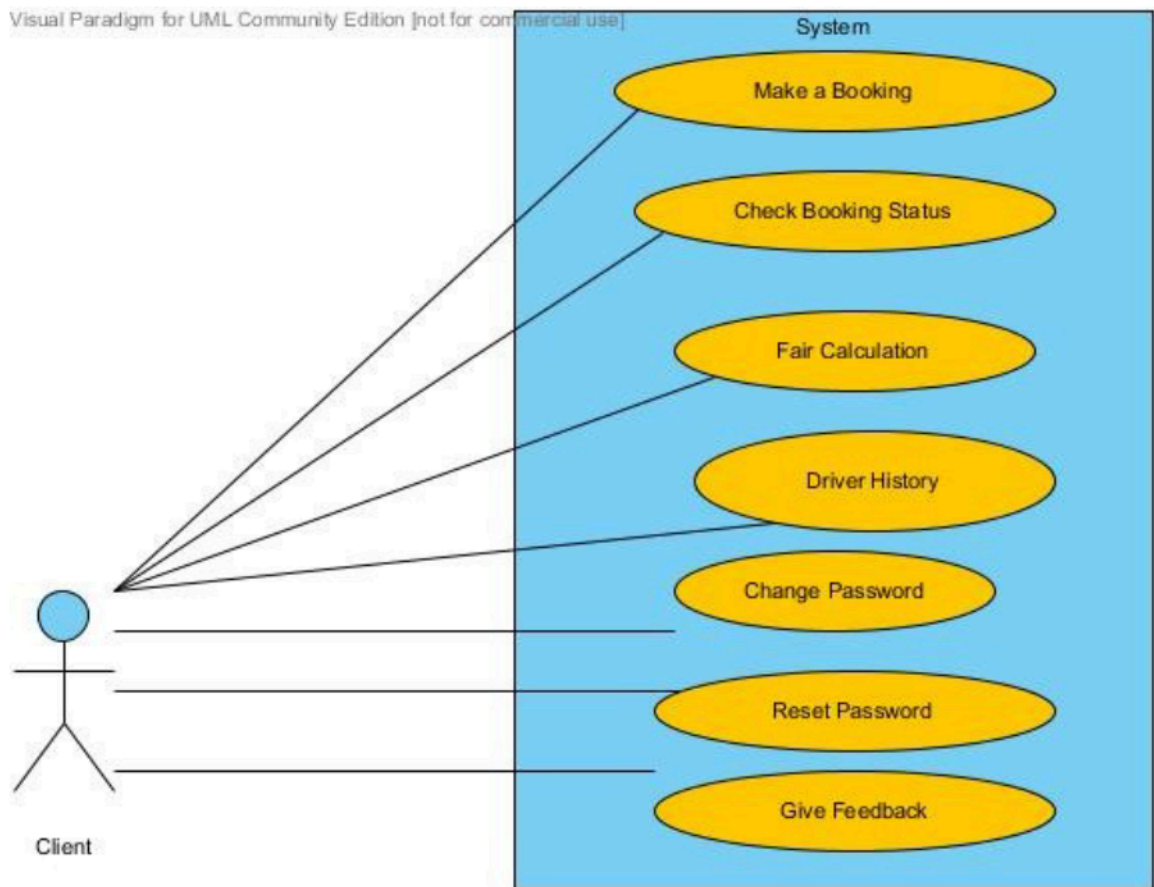 Visual Paradigm for UML Community Edition [not for commercial use]
System
Make a Booking
Check Booking Status
Fair Calculation
Driver History
Change Password
Reset Password
Give Feedback
Client